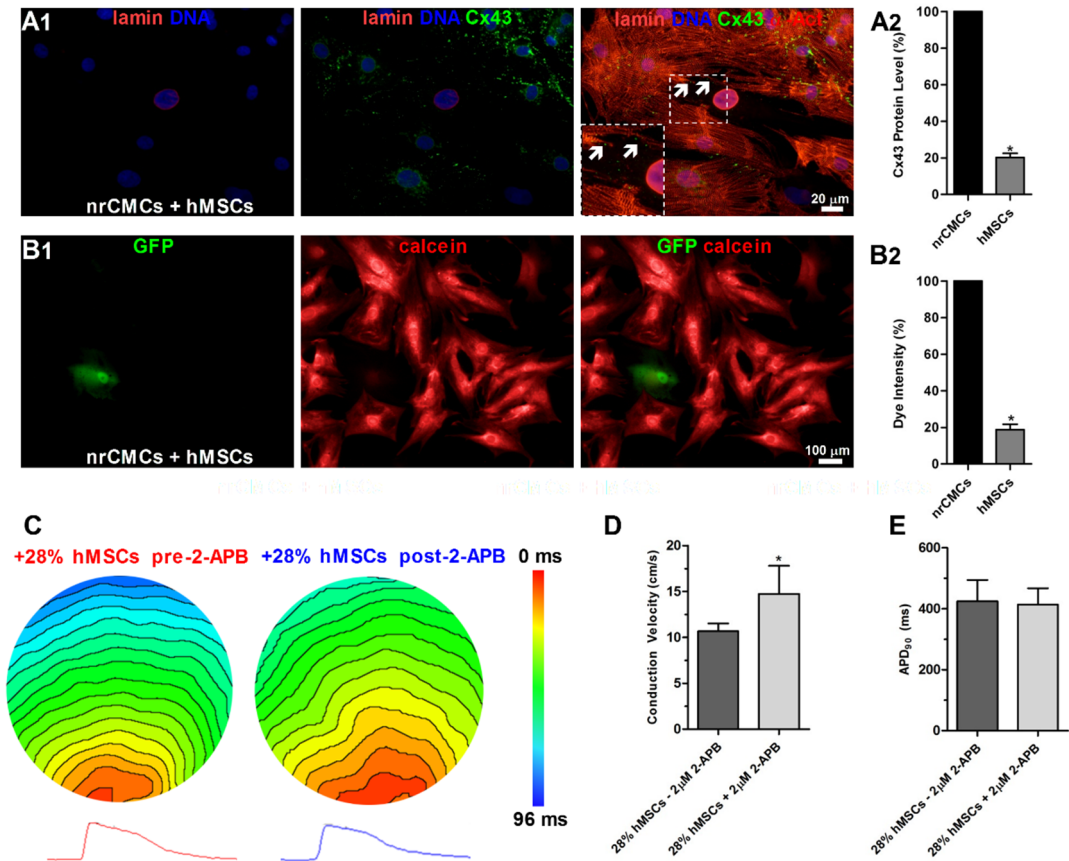 A1
lamin DNA
nrCMCs + hMSCs
lamin DNA Cx43
lamin DNA Cx43
20 µm
A2
Cx43 Protein Level (%)
100
80
60
40
20
0
*
nrCMCs
hMSCs
B1
GFP
nrCMCs + hMSCs
calcein
GFP calcein
100 µm
B2
Dye Intensity (%)
100
80
60
40
20
0
*
nrCMCs
hMSCs
C
+28% hMSCs pre-2-APB
+28% hMSCs post-2-APB
0 ms
96 ms
D
Conduction Velocity (cm/s)
20
15
10
5
0
*
28% hMSCs - 2µM 2-APB
28% hMSCs + 2µM 2-APB
E
APD90 (ms)
600
400
200
0
28% hMSCs - 2µM 2-APB
28% hMSCs + 2µM 2-APB